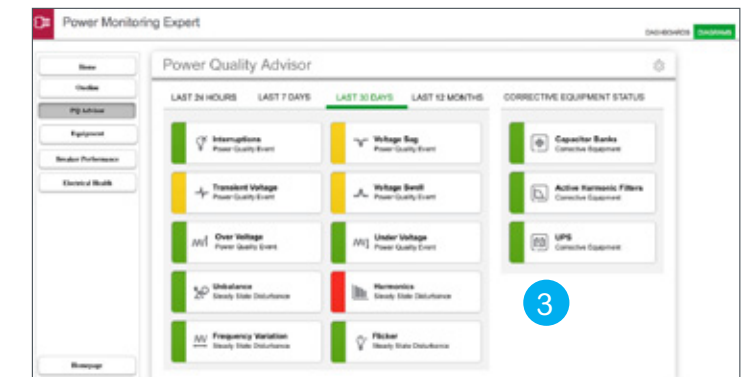 Power Monitoring Expert
DASHBOARDS DIAGRAMS
Home
Oneline
PQ Advisor
Equipment
Breaker Performance
Electrical Health
Homepage
Power Quality Advisor
LAST 24 HOURS LAST 7 DAYS LAST 30 DAYS LAST 12 MONTHS CORRECTIVE EQUIPMENT STATUS
Interruptions
Power Quality Event
Voltage Sag
Power Quality Event
Capacitor Banks
Corrective Equipment
Transient Voltage
Power Quality Event
Voltage Swell
Power Quality Event
Active Harmonic Filters
Corrective Equipment
Over Voltage
Power Quality Event
Under Voltage
Power Quality Event
UPS
Corrective Equipment
Unbalance
Steady State Disturbance
Harmonics
Steady State Disturbance
3
Frequency Variation
Steady State Disturbance
Flicker
Steady State Disturbance